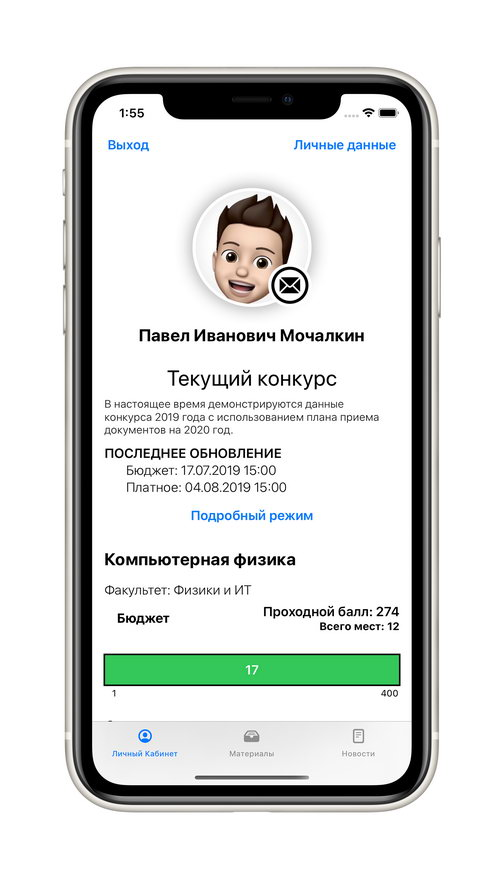 1:55
Выход
Личные данные
Павел Иванович Мочалкин
Текущий конкурс
В настоящее время демонстрируются данные
конкурса 2019 года с использованием плана приема
документов на 2020 год.
ПОСЛЕДНЕЕ ОБНОВЛЕНИЕ
Бюджет: 17.07.2019 15:00
Платное: 04.08.2019 15:00
Подробный режим
Компьютерная физика
Факультет: Физики и ИТ
Бюджет
Проходной балл: 274
Всего мест: 12
17
1
400
Личный Кабинет
Материалы
Новости